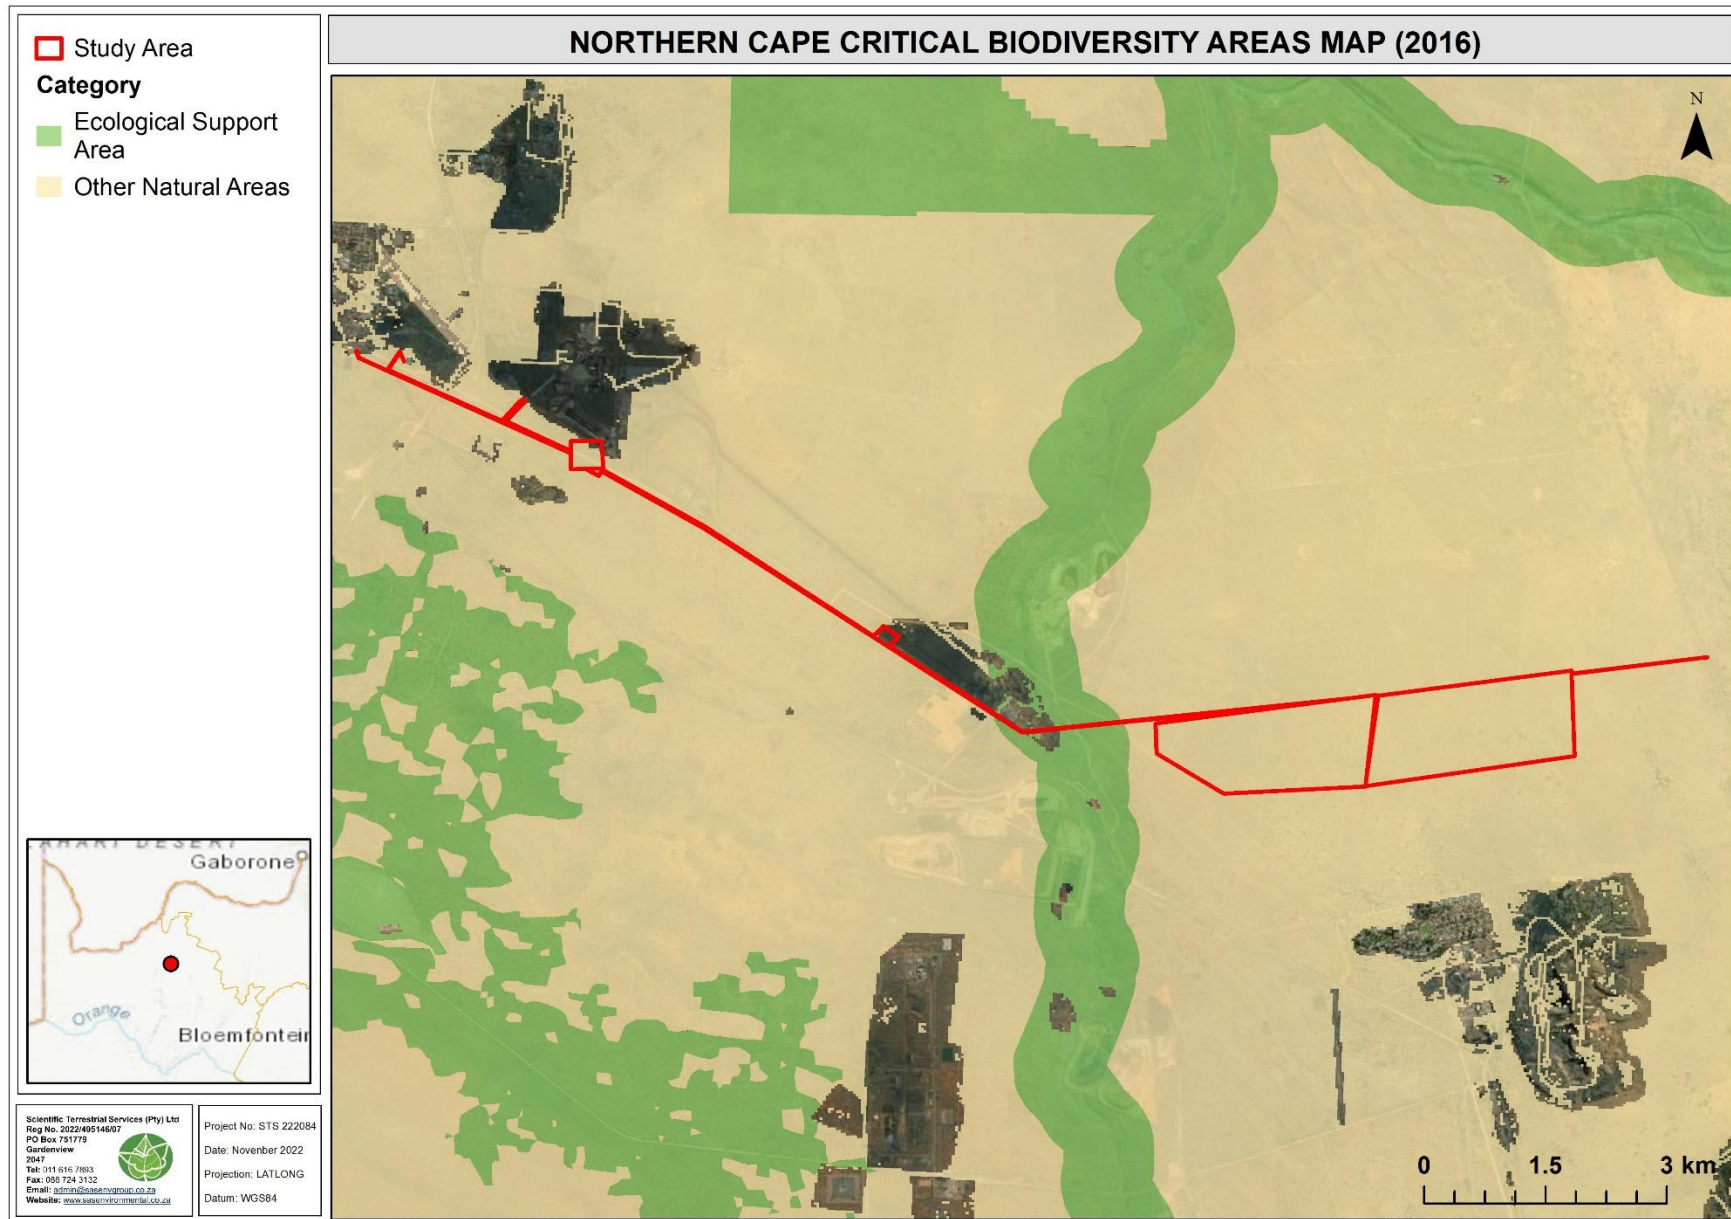 NORTHERN CAPE CRITICAL BIODIVERSITY AREAS MAP (2016)
Study Area
Category
Ecological Support
Area
Other Natural Areas
N
DESERT
Gaborone
Orange
Bloemfontein
Scientific Terrestrial Services (Pty) Ltd
Reg No. 2022/495146/07
PO Box 751779
Gardenview
2047
Tel: 011 616 7893
Fax: 086 724 3132
Email: admin@sasenvgroup.co.za
Website: www.sasenvironmental.co.za
Project No: STS 222084
Date: November 2022
Projection: LATLONG
Datum: WGS84
0 1.5 3 km